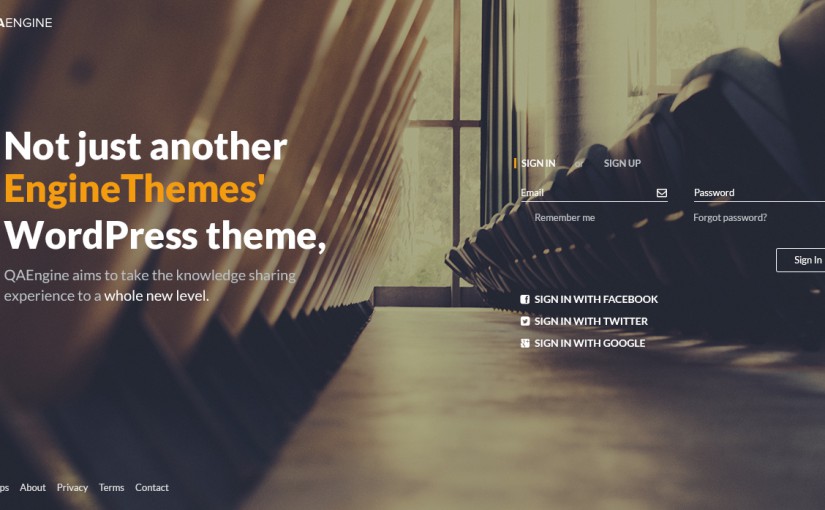 AENGINE
Not just another
EngineThemes'
WordPress theme,
QAEngine aims to take the knowledge sharing
experience to a whole new level.
SIGN IN or SIGN UP
Email Password
Remember me Forgot password?
Sign In
SIGN IN WITH FACEBOOK
SIGN IN WITH TWITTER
SIGN IN WITH GOOGLE
ps About Privacy Terms Contact